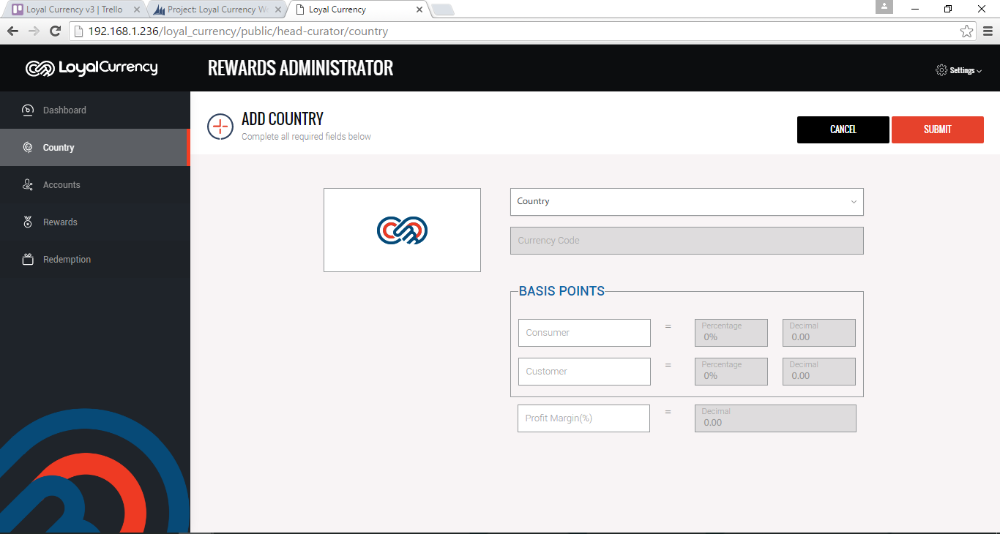 Loyal Currency v3 | Trello
Project: Loyal Currency We
Loyal Currency
192.168.1.236/loyal_currency/public/head-curator/country
LoyalCurrency
REWARDS ADMINISTRATOR
Settings
Dashboard
Country
Accounts
Rewards
Redemption
ADD COUNTRY
Complete all required fields below
CANCEL
SUBMIT
Country
Currency Code
BASIS POINTS
Consumer
=
Percentage
0%
Decimal
0.00
Customer
=
Percentage
0%
Decimal
0.00
Profit Margin(%)
=
Decimal
0.00